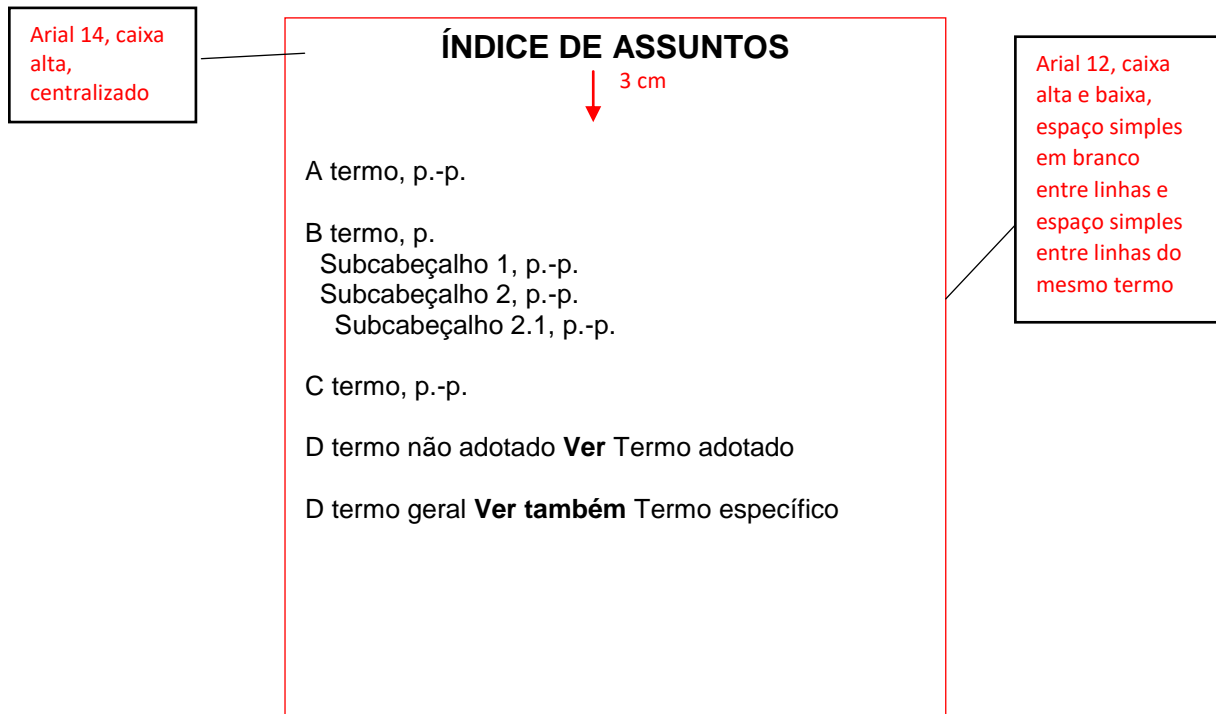 Arial 14, caixa
alta,
centralizado
ÍNDICE DE ASSUNTOS
3 cm
Arial 12, caixa
alta e baixa,
espaço simples
em branco
entre linhas e
espaço simples
entre linhas do
mesmo termo
A termo, p.-p.
B termo, p.
Subcabeçalho 1, p.-p.
Subcabeçalho 2, p.-p.
Subcabeçalho 2.1, p.-p.
C termo, p.-p.
D termo não adotado Ver Termo adotado
D termo geral Ver também Termo específico